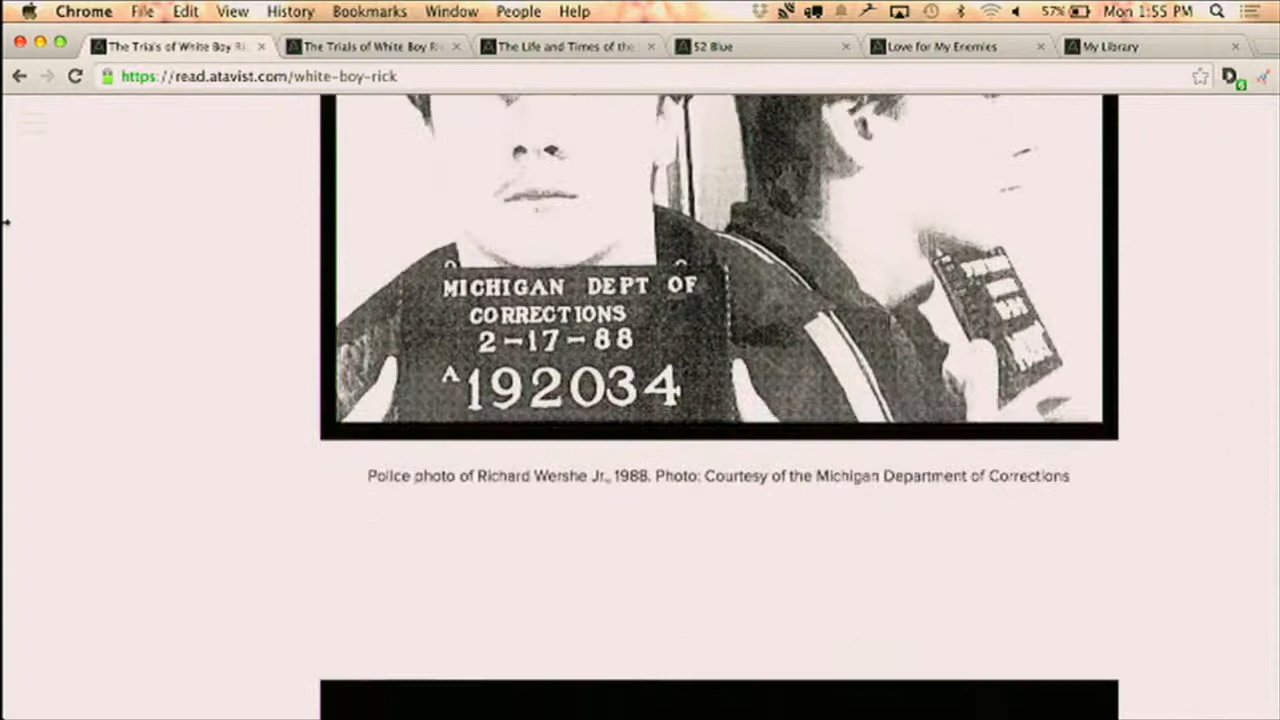 Chrome File Edit View History Bookmarks Window People Help 57% Mon 1:55 PM
The Trials of White Boy Ri The Trials of White Boy Ri The Life and Times of the 52 Blue Love for My Enemies My Library
https://read.atavist.com/white-boy-rick
MICHIGAN DEPT OF
CORRECTIONS
2-17-88
A192034
Police photo of Richard Wershe Jr., 1988. Photo: Courtesy of the Michigan Department of Corrections